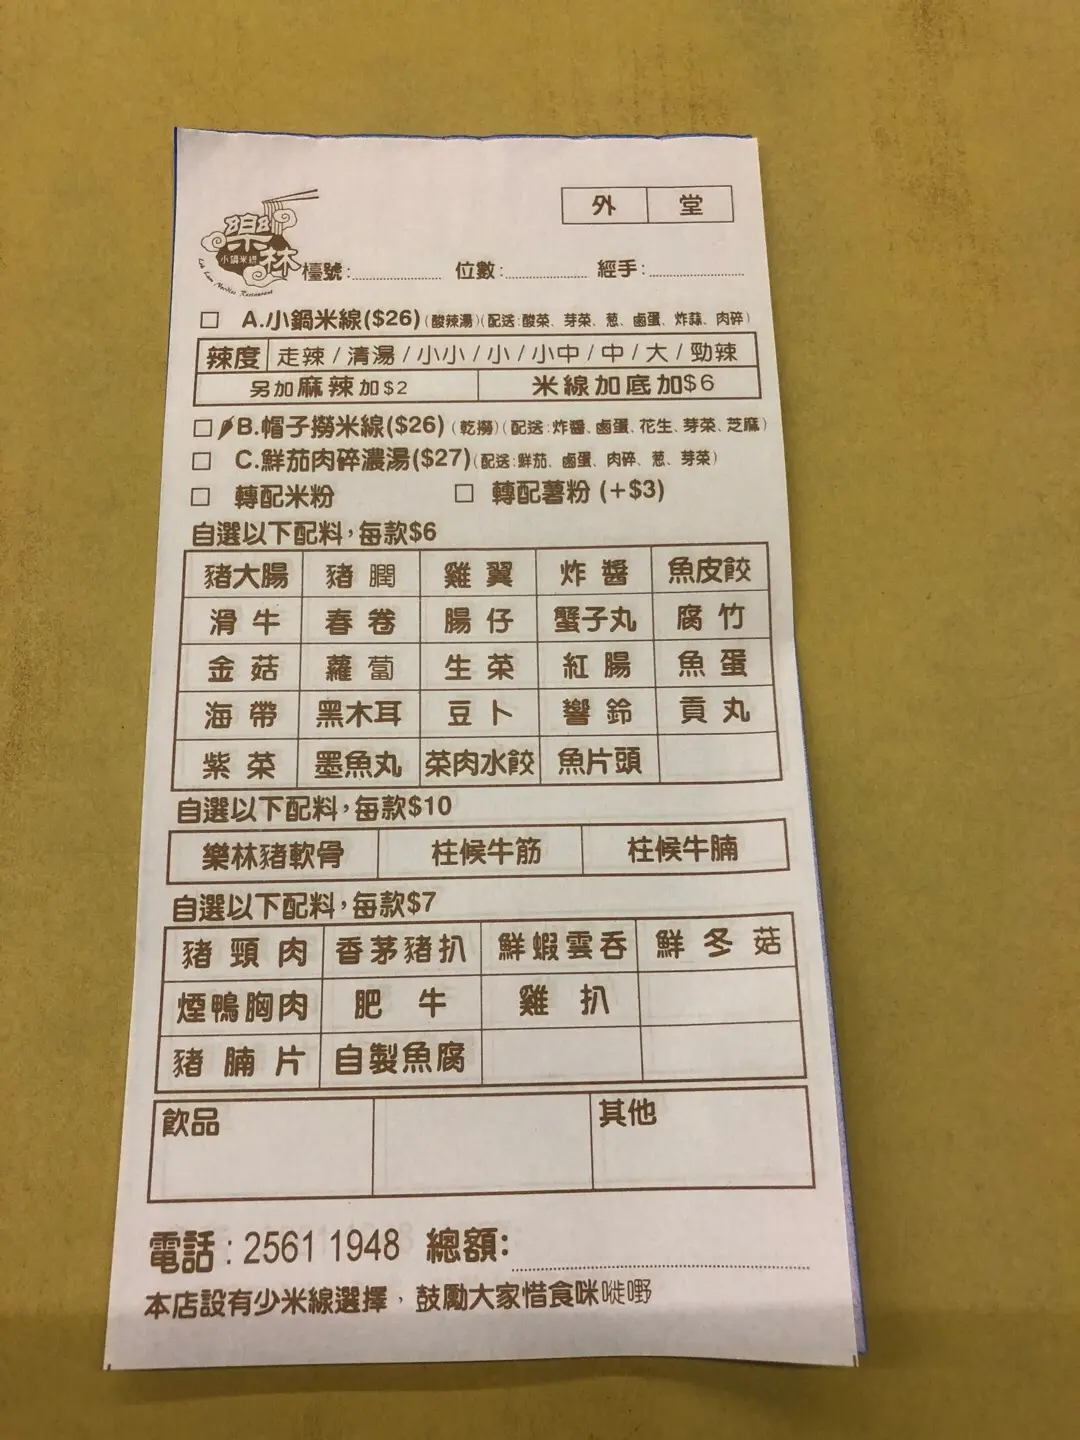 外 堂
樂林
小鍋米線
檯號: 位數: 經手:
□ A.小鍋米線($26)(酸辣湯)(配送:酸菜、芽菜、葱、鹵蛋、炸蒜、肉碎)
辣度 走辣 / 清湯 / 小小 / 小 / 小中 / 中 / 大 / 勁辣
另加麻辣加$2 米線加底加$6
□ B.帽子撈米線($26) (乾撈)(配送:炸醬、鹵蛋、花生、芽菜、芝麻)
□ C.鮮茄肉碎濃湯($27)(配送:鮮茄、鹵蛋、肉碎、葱、芽菜)
□ 轉配米粉 □ 轉配薯粉 (+$3)
自選以下配料，每款$6
豬大腸 豬膶 雞翼 炸醬 魚皮餃
滑牛 春卷 腸仔 蟹子丸 腐竹
金菇 蘿蔔 生菜 紅腸 魚蛋
海帶 黑木耳 豆卜 響鈴 貢丸
紫菜 墨魚丸 菜肉水餃 魚片頭
自選以下配料，每款$10
樂林豬軟骨 柱候牛筋 柱候牛腩
自選以下配料，每款$7
豬頸肉 香茅豬扒 鮮蝦雲吞 鮮冬菇
煙鴨胸肉 肥牛 雞扒
豬腩片 自製魚腐
飲品 其他
電話:2561 1948 總額:
本店設有少米線選擇，鼓勵大家惜食咪嘥嘢